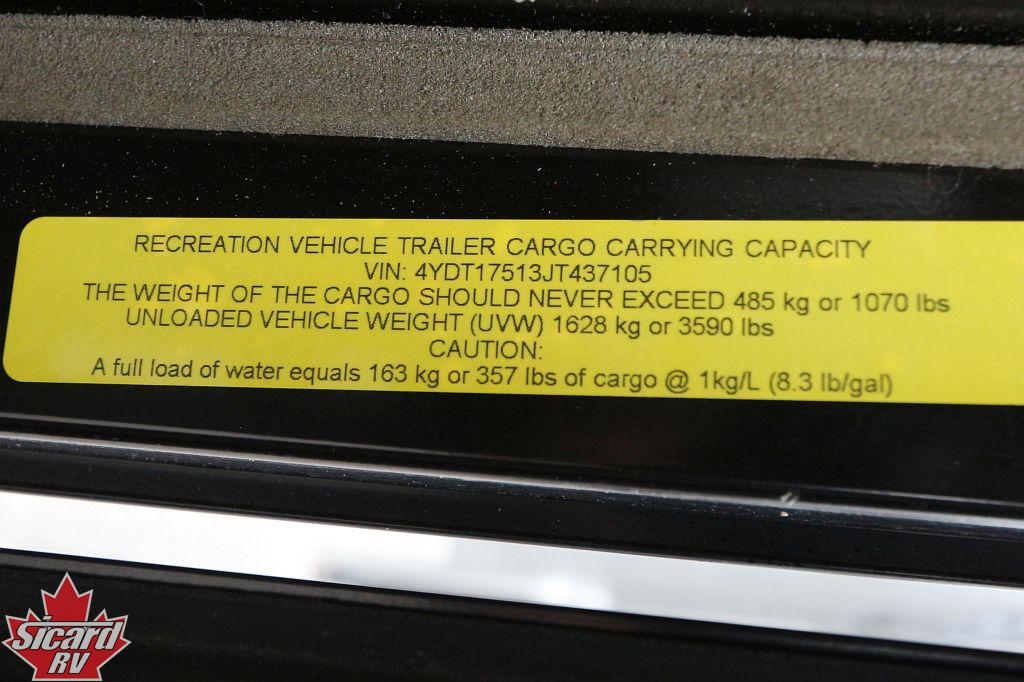 RECREATION VEHICLE TRAILER CARGO CARRYING CAPACITY
VIN: 4YDT17513JT437105
THE WEIGHT OF THE CARGO SHOULD NEVER EXCEED 485 kg or 1070 lbs
UNLOADED VEHICLE WEIGHT (UVW) 1628 kg or 3590 lbs
CAUTION:
A full load of water equals 163 kg or 357 lbs of cargo @ 1kg/L (8.3 lb/gal)
Sicard
RV